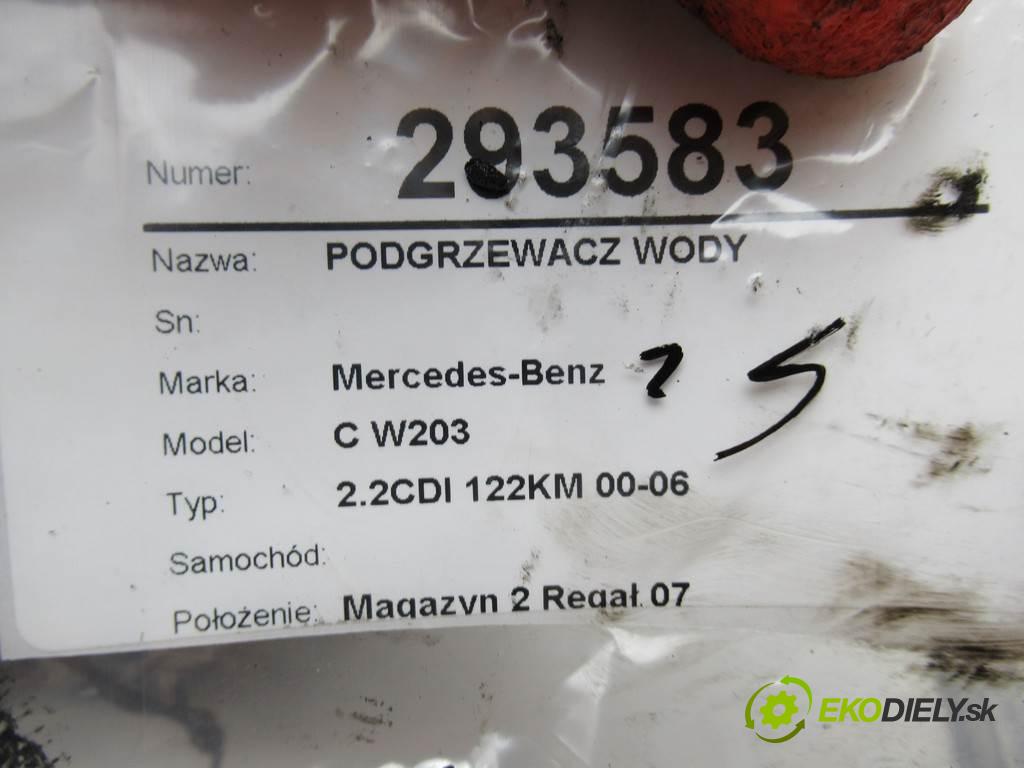 Numer: 293583
Nazwa: PODGRZEWACZ WODY
Sn:
Marka: Mercedes-Benz
Model: C W203
Typ: 2.2CDI 122KM 00-06
Samochód:
Położenie: Magazyn 2 Regał 07
EKODIELY.sk